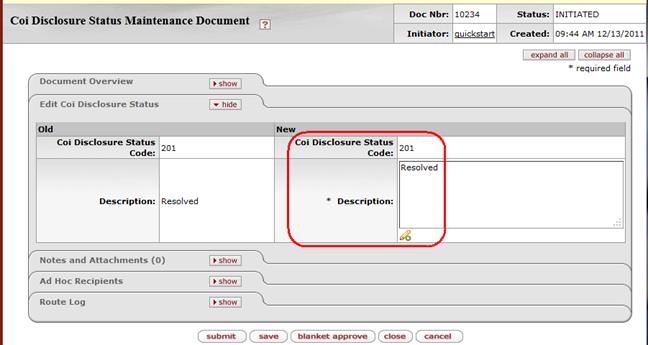 Coi Disclosure Status Maintenance Document ?
Doc Nbr: 10234 Status: INITIATED
Initiator: quickstart Created: 09:44 AM 12/13/2011
expand all collapse all
* required field
Document Overview show
Edit Coi Disclosure Status hide
Old New
Coi Disclosure Status Code: 201 Coi Disclosure Status Code: 201
Description: Resolved * Description: Resolved
Notes and Attachments (0) show
Ad Hoc Recipients show
Route Log show
submit save blanket approve close cancel